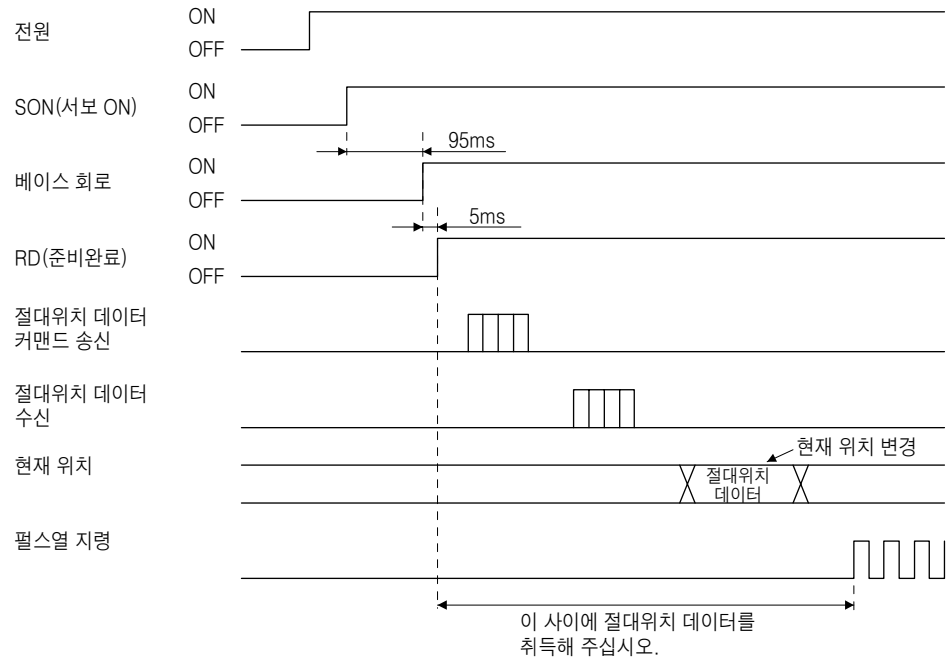 전원
ON
OFF
SON(서보 ON)
ON
OFF
95ms
베이스 회로
ON
OFF
5ms
RD(준비완료)
ON
OFF
절대위치 데이터
커맨드 송신
절대위치 데이터
수신
현재 위치
현재 위치 변경
절대위치
데이터
펄스열 지령
이 사이에 절대위치 데이터를
취득해 주십시오.